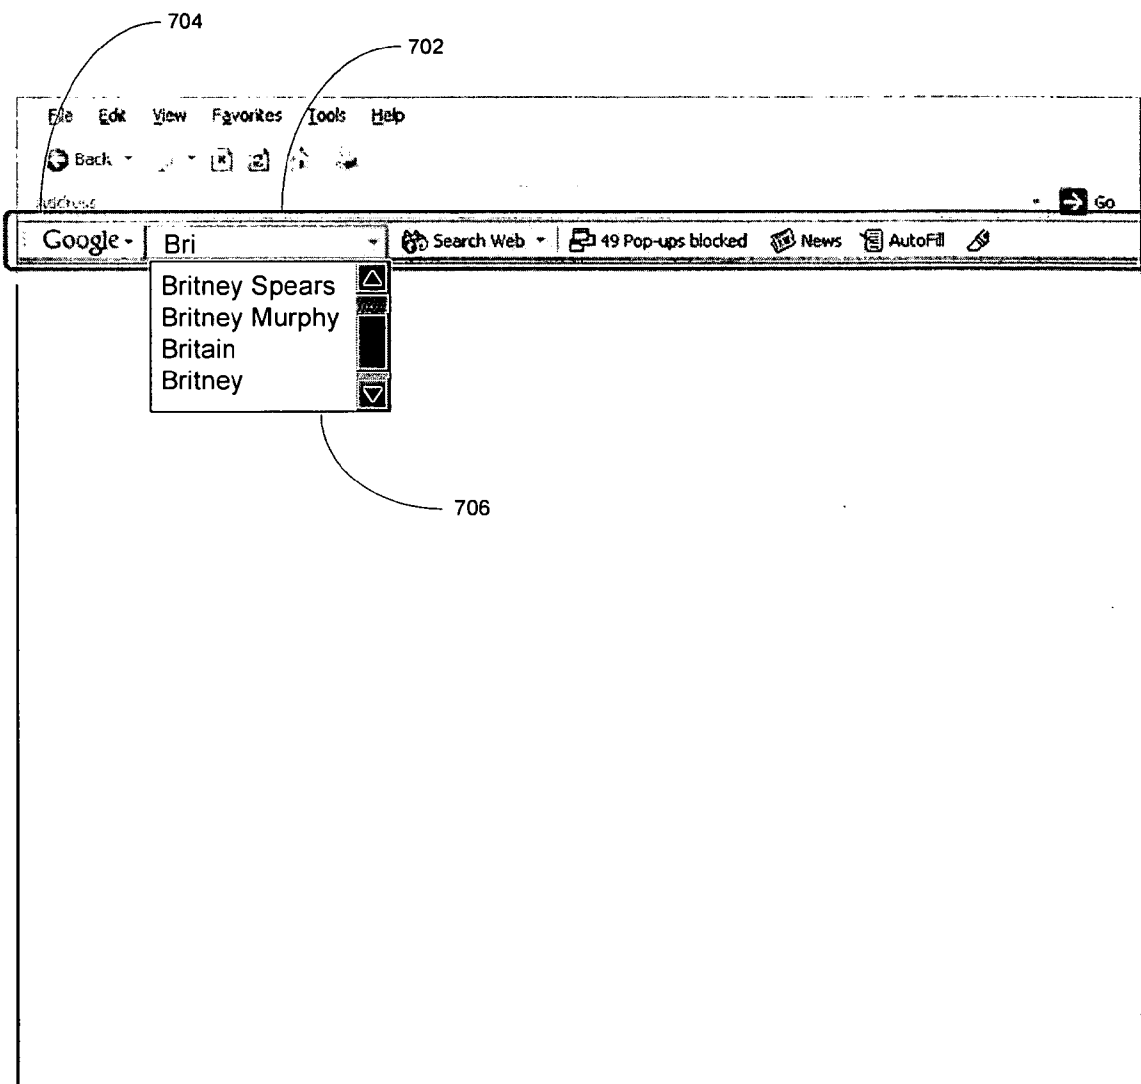 704
702
File Edit View Favorites Tools Help
Back
Address
Go
Google Bri Search Web 49 Pop-ups blocked News AutoFill
Britney Spears
Britney Murphy
Britain
Britney
706